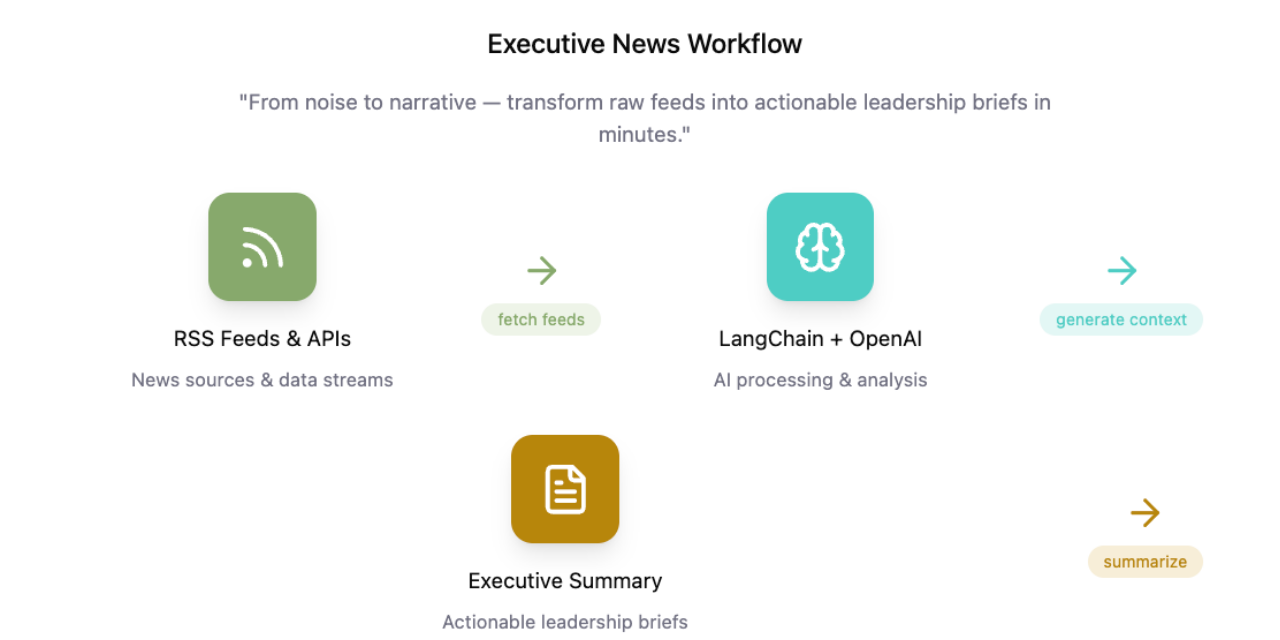 Executive News Workflow
"From noise to narrative — transform raw feeds into actionable leadership briefs in
minutes."
RSS Feeds & APIs
News sources & data streams
fetch feeds
LangChain + OpenAI
AI processing & analysis
generate context
Executive Summary
Actionable leadership briefs
summarize